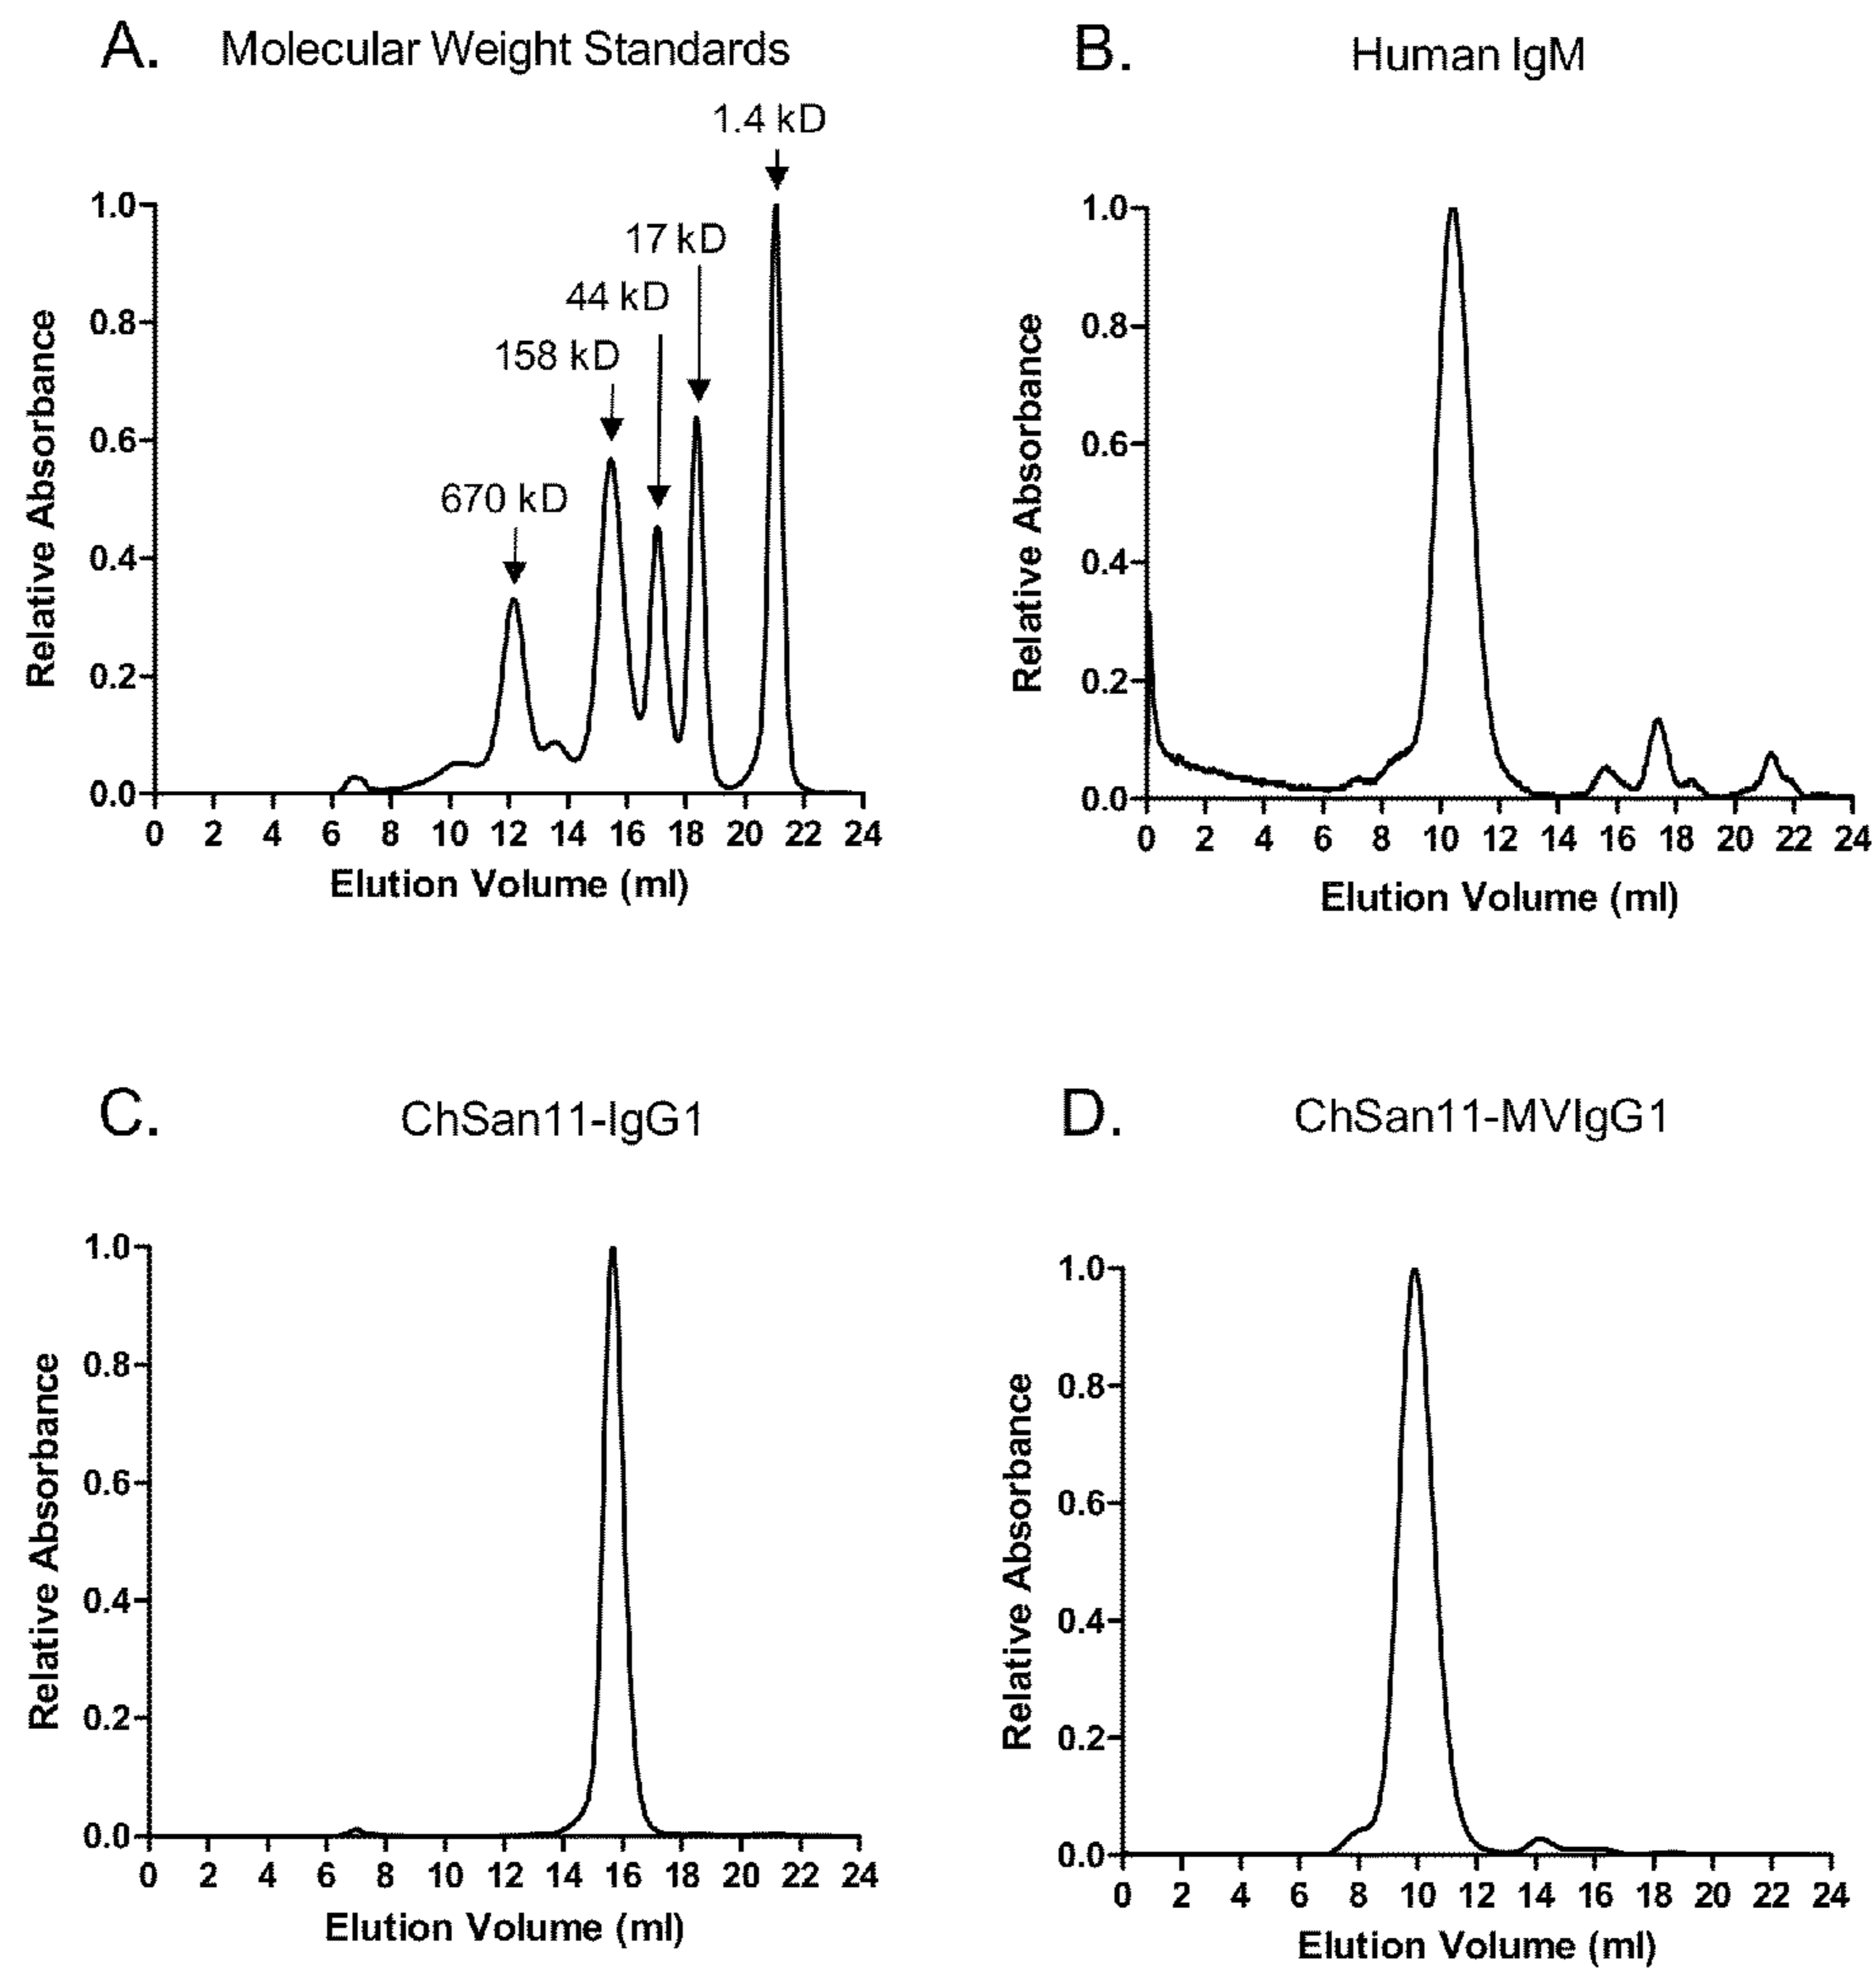 A. Molecular Weight Standards
1.4 kD
17 kD
44 kD
158 kD
670 kD
1.0
0.8
0.6
0.4
0.2
0.0
Relative Absorbance
0 2 4 6 8 10 12 14 16 18 20 22 24
Elution Volume (ml)
B. Human IgM
1.0
0.8
0.6
0.4
0.2
0.0
Relative Absorbance
0 2 4 6 8 10 12 14 16 18 20 22 24
Elution Volume (ml)
C. ChSan11-IgG1
1.0
0.8
0.6
0.4
0.2
0.0
Relative Absorbance
0 2 4 6 8 10 12 14 16 18 20 22 24
Elution Volume (ml)
D. ChSan11-MVIgG1
1.0
0.8
0.6
0.4
0.2
0.0
Relative Absorbance
0 2 4 6 8 10 12 14 16 18 20 22 24
Elution Volume (ml)